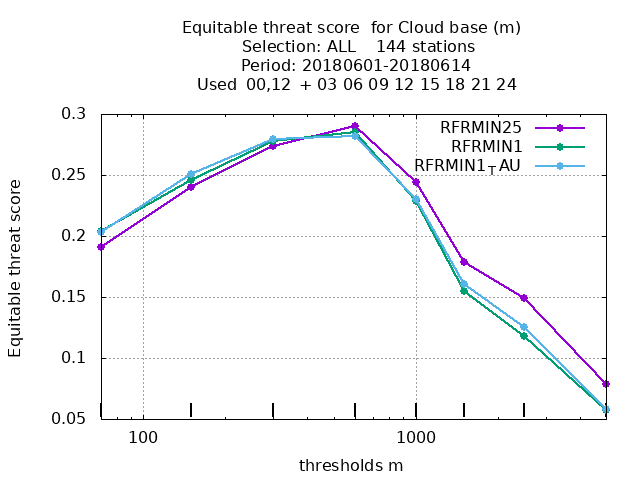 Equitable threat score  for Cloud base (m)
Selection: ALL    144 stations
Period: 20180601-20180614
Used  00,12  + 03 06 09 12 15 18 21 24
0.3
0.25
0.2
0.15
0.1
0.05
Equitable threat score
RFRMIN25
RFRMIN1
RFRMIN1TAU
100
1000
thresholds m